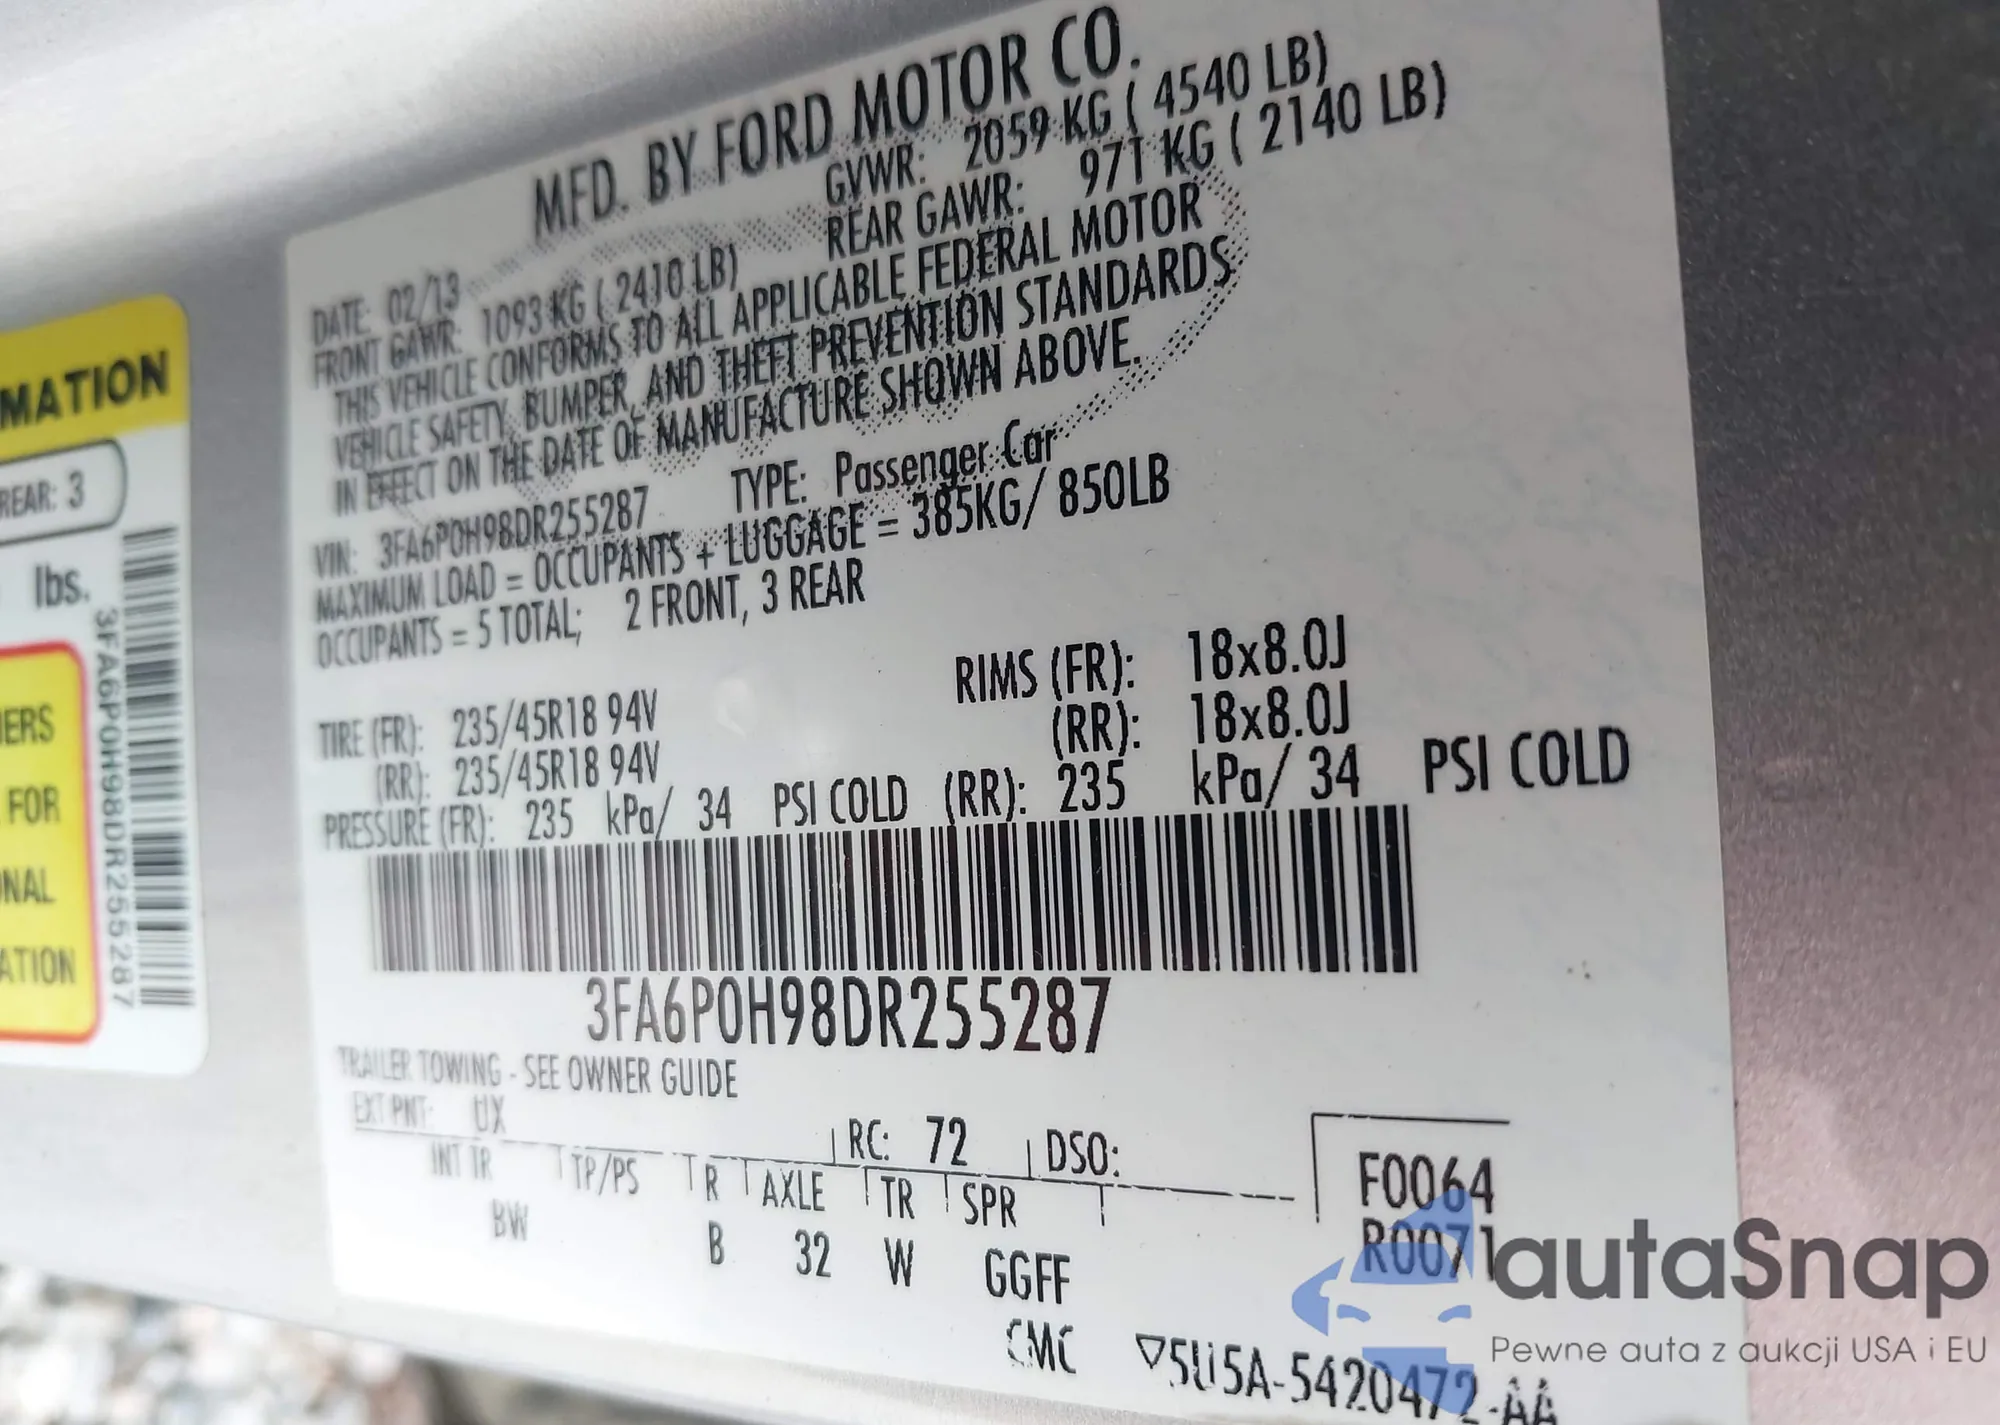 MATION
REAR: 3
lbs.
3FA6P0H98DR255287
IERS
FOR
ONAL
ATION
MFD. BY FORD MOTOR CO.
DATE: 02/13 GVWR: 2059 KG ( 4540 LB)
FRONT GAWR: 1093 KG ( 2410 LB) REAR GAWR: 971 KG ( 2140 LB)
THIS VEHICLE CONFORMS TO ALL APPLICABLE FEDERAL MOTOR
VEHICLE SAFETY, BUMPER, AND THEFT PREVENTION STANDARDS
IN EFFECT ON THE DATE OF MANUFACTURE SHOWN ABOVE.
VIN: 3FA6P0H98DR255287 TYPE: Passenger Car
MAXIMUM LOAD = OCCUPANTS + LUGGAGE = 385KG/ 850LB
OCCUPANTS = 5 TOTAL; 2 FRONT, 3 REAR
TIRE (FR): 235/45R18 94V RIMS (FR): 18x8.0J
(RR): 235/45R18 94V (RR): 18x8.0J
PRESSURE (FR): 235 kPa/ 34 PSI COLD (RR): 235 kPa/ 34 PSI COLD
3FA6P0H98DR255287
TRAILER TOWING - SEE OWNER GUIDE
EXT PNT: UX RC: 72 DSO:
INT TR TP/PS R AXLE TR SPR
BW B 32 W GGFF
F0064
R0071
CMC ▽5U5A-5420472-AA
autaSnap
Pewne auta z aukcji USA i EU